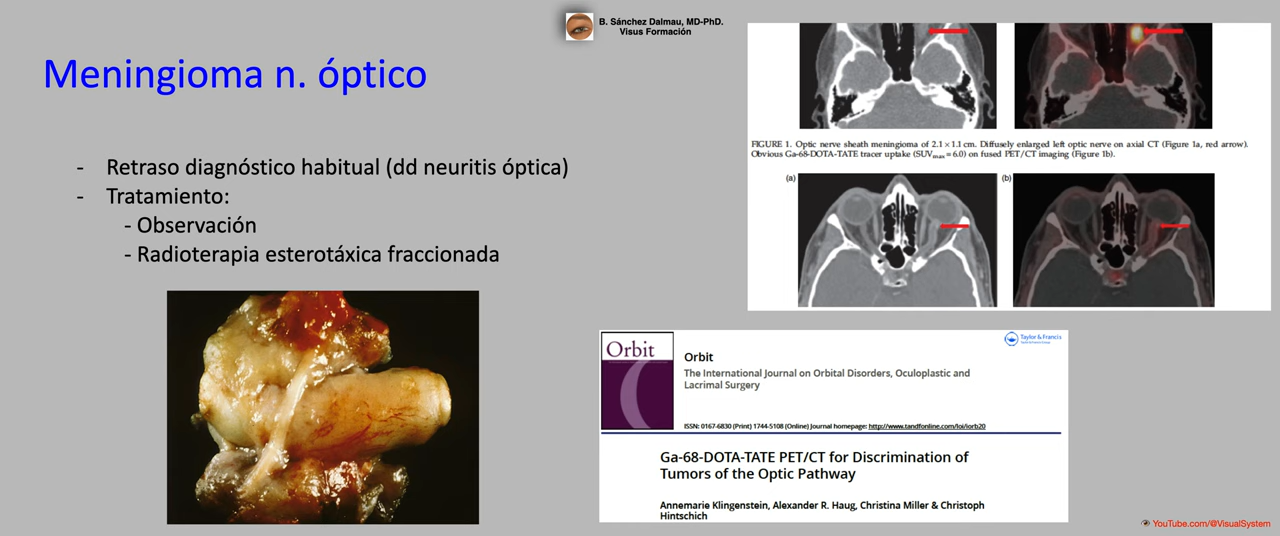 B. Sánchez Dalmau, MD-PhD.
Visus Formación
Meningioma n. óptico
- Retraso diagnóstico habitual (dd neuritis óptica)
- Tratamiento:
- Observación
- Radioterapia esterotáxica fraccionada
FIGURE 1. Optic nerve sheath meningioma of 2.1 × 1.1 cm. Diffusely enlarged left optic nerve on axial CT (Figure 1a, red arrow).
Obvious Ga-68-DOTA-TATE tracer uptake (SUVmax = 6.0) on fused PET/CT imaging (Figure 1b).
(a)
(b)
Orbit
Taylor & Francis
Orbit
The International Journal on Orbital Disorders, Oculoplastic and
Lacrimal Surgery
ISSN: 0167-6830 (Print) 1744-5108 (Online) Journal homepage: http://www.tandfonline.com/loi/iorb20
Ga-68-DOTA-TATE PET/CT for Discrimination of
Tumors of the Optic Pathway
Annemarie Klingenstein, Alexander R. Haug, Christina Miller & Christoph
Hintschich
YouTube.com/@VisualSystem